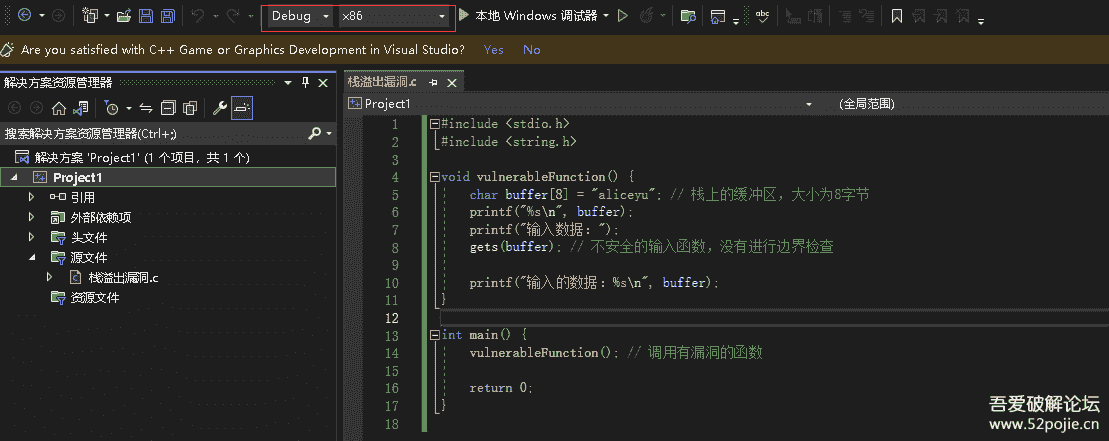 Debug x86 本地 Windows 调试器
Are you satisfied with C++ Game or Graphics Development in Visual Studio? Yes No
解决方案资源管理器
搜索解决方案资源管理器(Ctrl+;)
解决方案 'Project1' (1 个项目，共 1 个)
Project1
引用
外部依赖项
头文件
源文件
栈溢出漏洞.c
资源文件
栈溢出漏洞.c
Project1 (全局范围)
1 #include <stdio.h>
2 #include <string.h>
3
4 void vulnerableFunction() {
5 char buffer[8] = "aliceyu"; // 栈上的缓冲区，大小为8字节
6 printf("%s\n", buffer);
7 printf("输入数据：");
8 gets(buffer); // 不安全的输入函数，没有进行边界检查
9
10 printf("输入的数据：%s\n", buffer);
11 }
12
13 int main() {
14 vulnerableFunction(); // 调用有漏洞的函数
15
16 return 0;
17 }
18
吾爱破解论坛
www.52pojie.cn